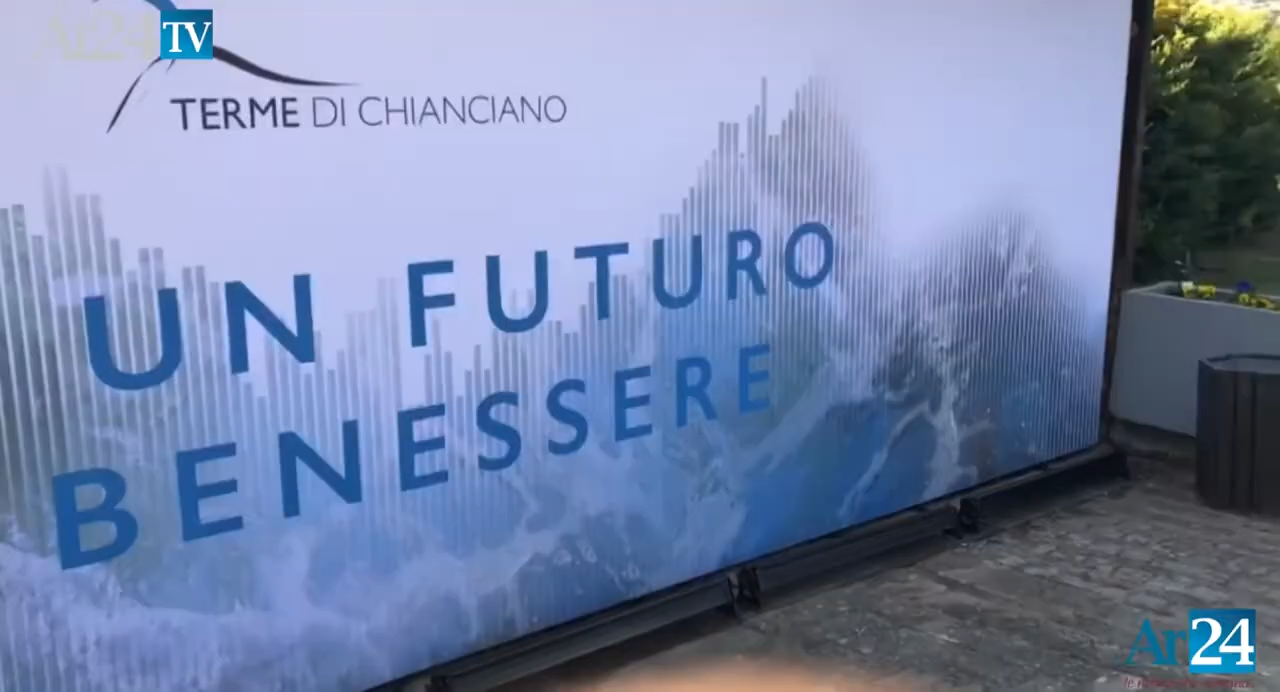 Ar24 TV
TERME DI CHIANCIANO
UN FUTURO
BENESSERE
Ar24